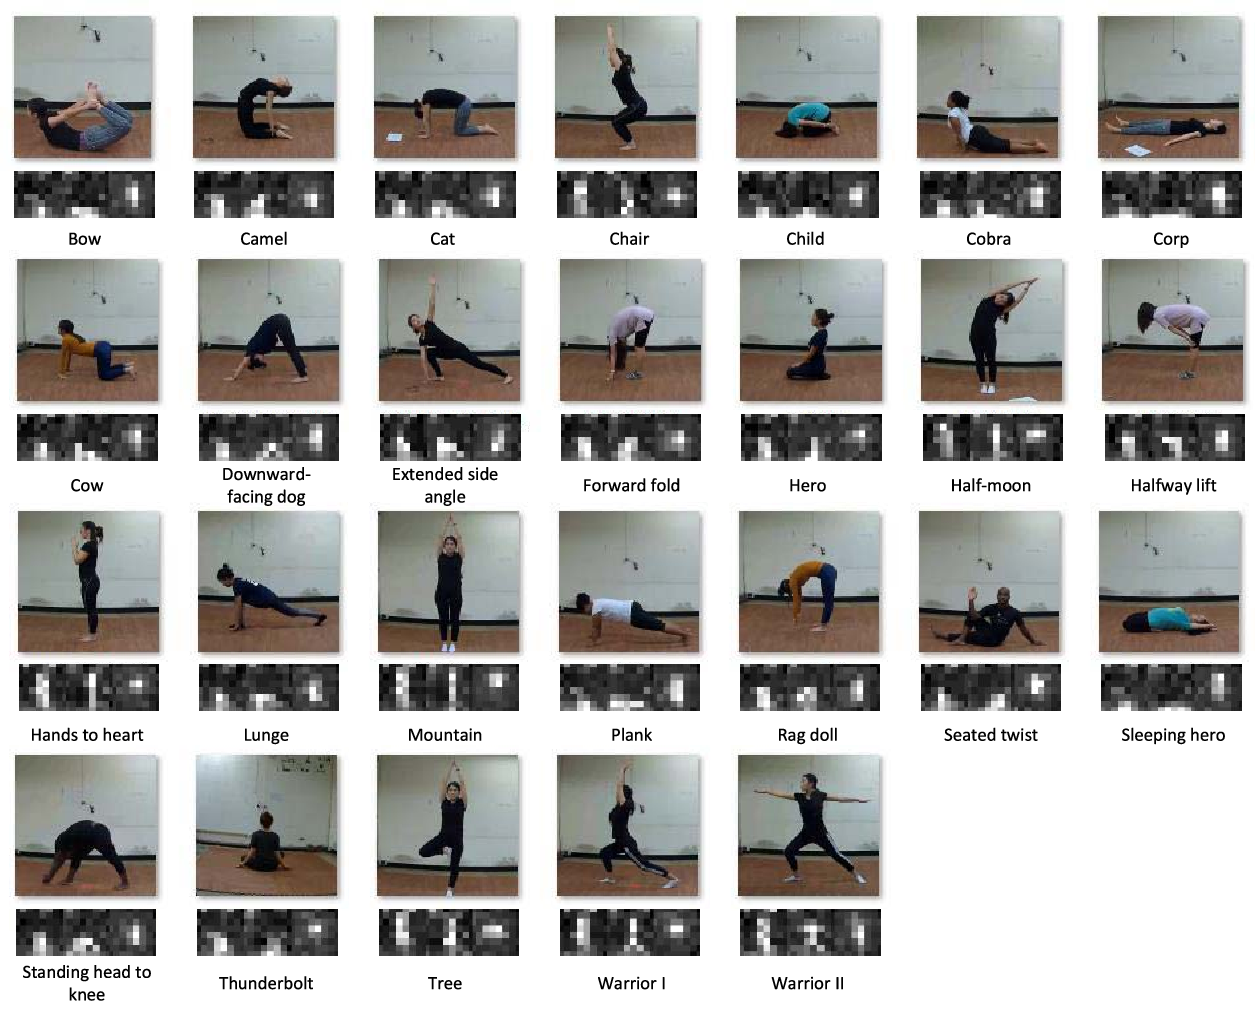 Bow
Camel
Cat
Chair
Child
Cobra
Corp
Cow
Downward-
facing dog
Extended side
angle
Forward fold
Hero
Half-moon
Halfway lift
Hands to heart
Lunge
Mountain
Plank
Rag doll
Seated twist
Sleeping hero
Standing head to
knee
Thunderbolt
Tree
Warrior I
Warrior II